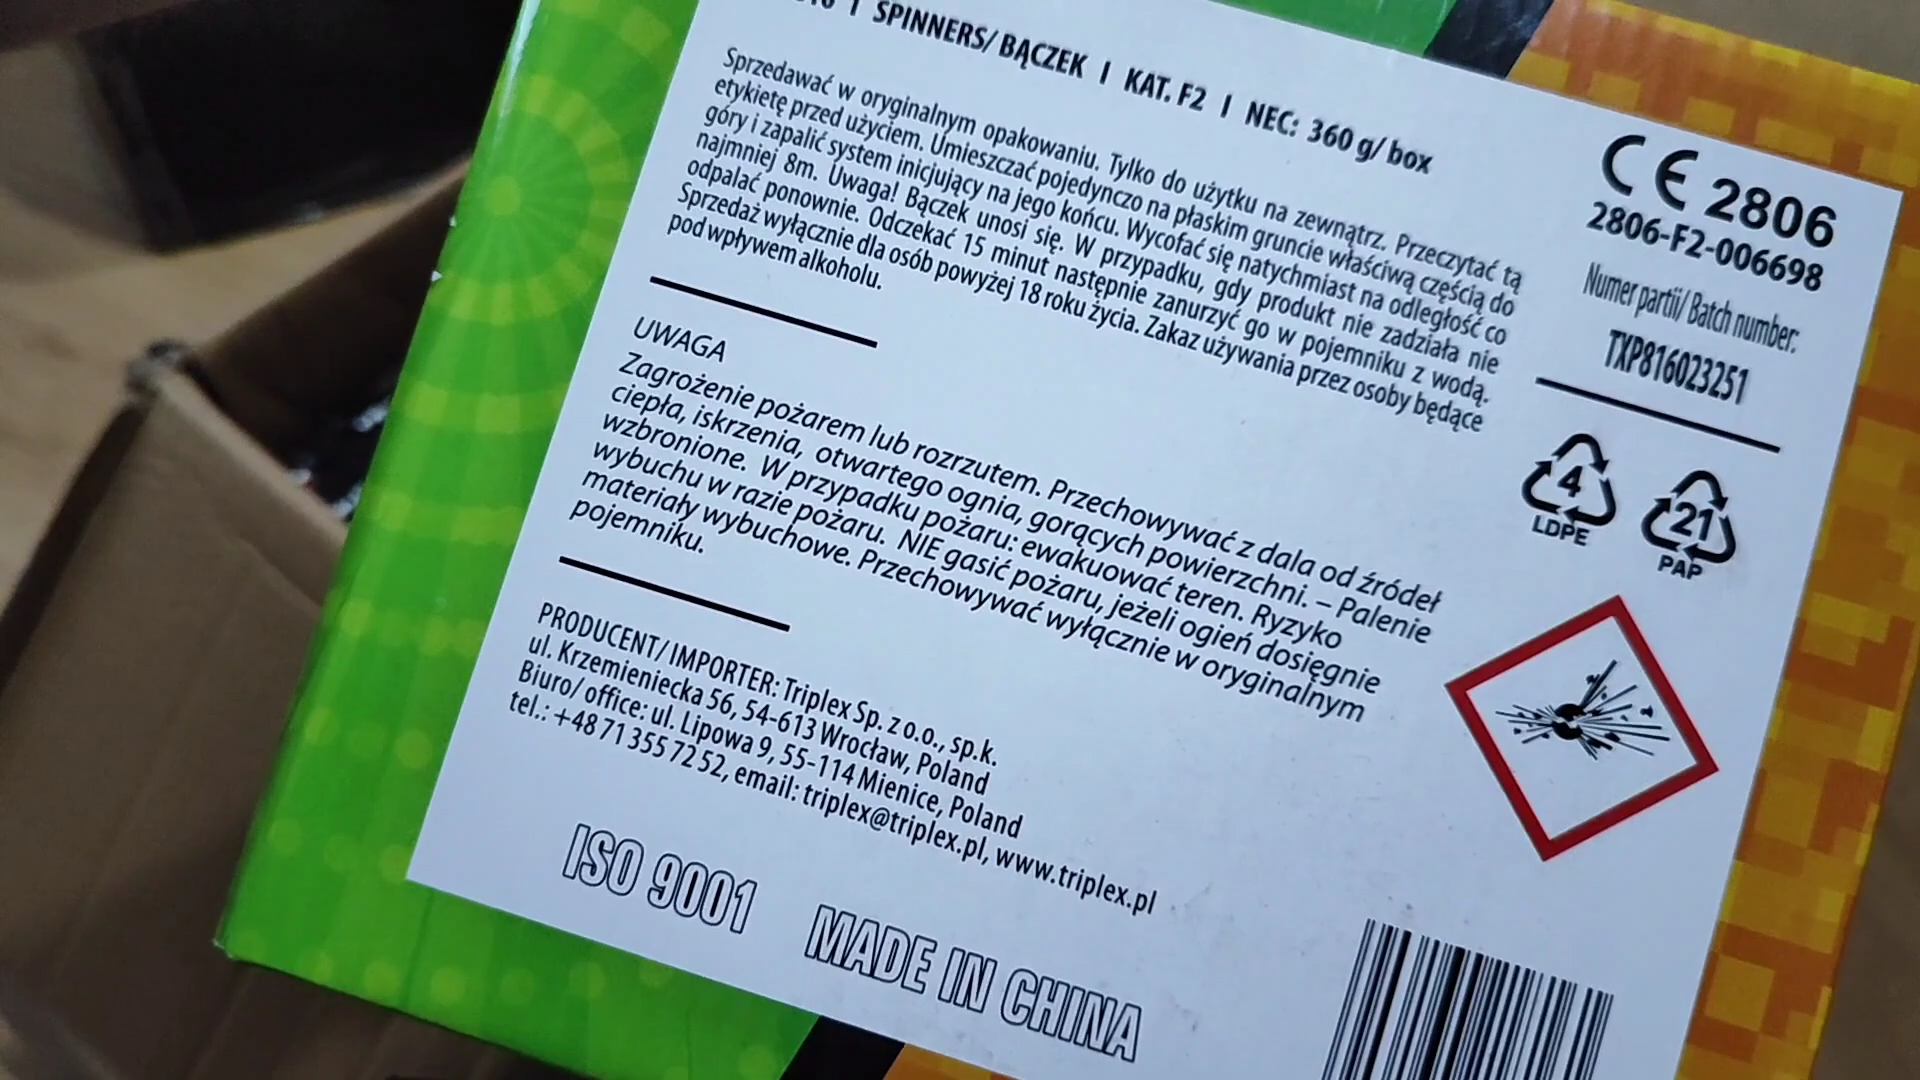 SPINNERS/ BĄCZEK I KAT. F2 I NEC: 360 g/ box
Sprzedawać w oryginalnym opakowaniu. Tylko do użytku na zewnątrz. Przeczytać tą
etykietę przed użyciem. Umieszczać pojedynczo na płaskim gruncie właściwą częścią do
góry i zapalić system inicjujący na jego końcu. Wycofać się natychmiast na odległość co
najmniej 8m. Uwaga! Bączek unosi się. W przypadku, gdy produkt nie zadziała nie
odpalać ponownie. Odczekać 15 minut następnie zanurzyć go w pojemniku z wodą.
Sprzedaż wyłącznie dla osób powyżej 18 roku życia. Zakaz używania przez osoby będące
pod wpływem alkoholu.
UWAGA
Zagrożenie pożarem lub rozrzutem. Przechowywać z dala od źródeł
ciepła, iskrzenia, otwartego ognia, gorących powierzchni. – Palenie
wzbronione. W przypadku pożaru: ewakuować teren. Ryzyko
wybuchu w razie pożaru. NIE gasić pożaru, jeżeli ogień dosięgnie
materiały wybuchowe. Przechowywać wyłącznie w oryginalnym
pojemniku.
PRODUCENT/ IMPORTER: Triplex Sp. z o.o., sp.k.
ul. Krzemieniecka 56, 54-613 Wrocław, Poland
Biuro/ office: ul. Lipowa 9, 55-114 Mienice, Poland
tel.: +48 71 355 72 52, email: triplex@triplex.pl, www.triplex.pl
ISO 9001 MADE IN CHINA
CE 2806
2806-F2-006698
Numer partii/ Batch number:
TXP816023251
4
LDPE
21
PAP